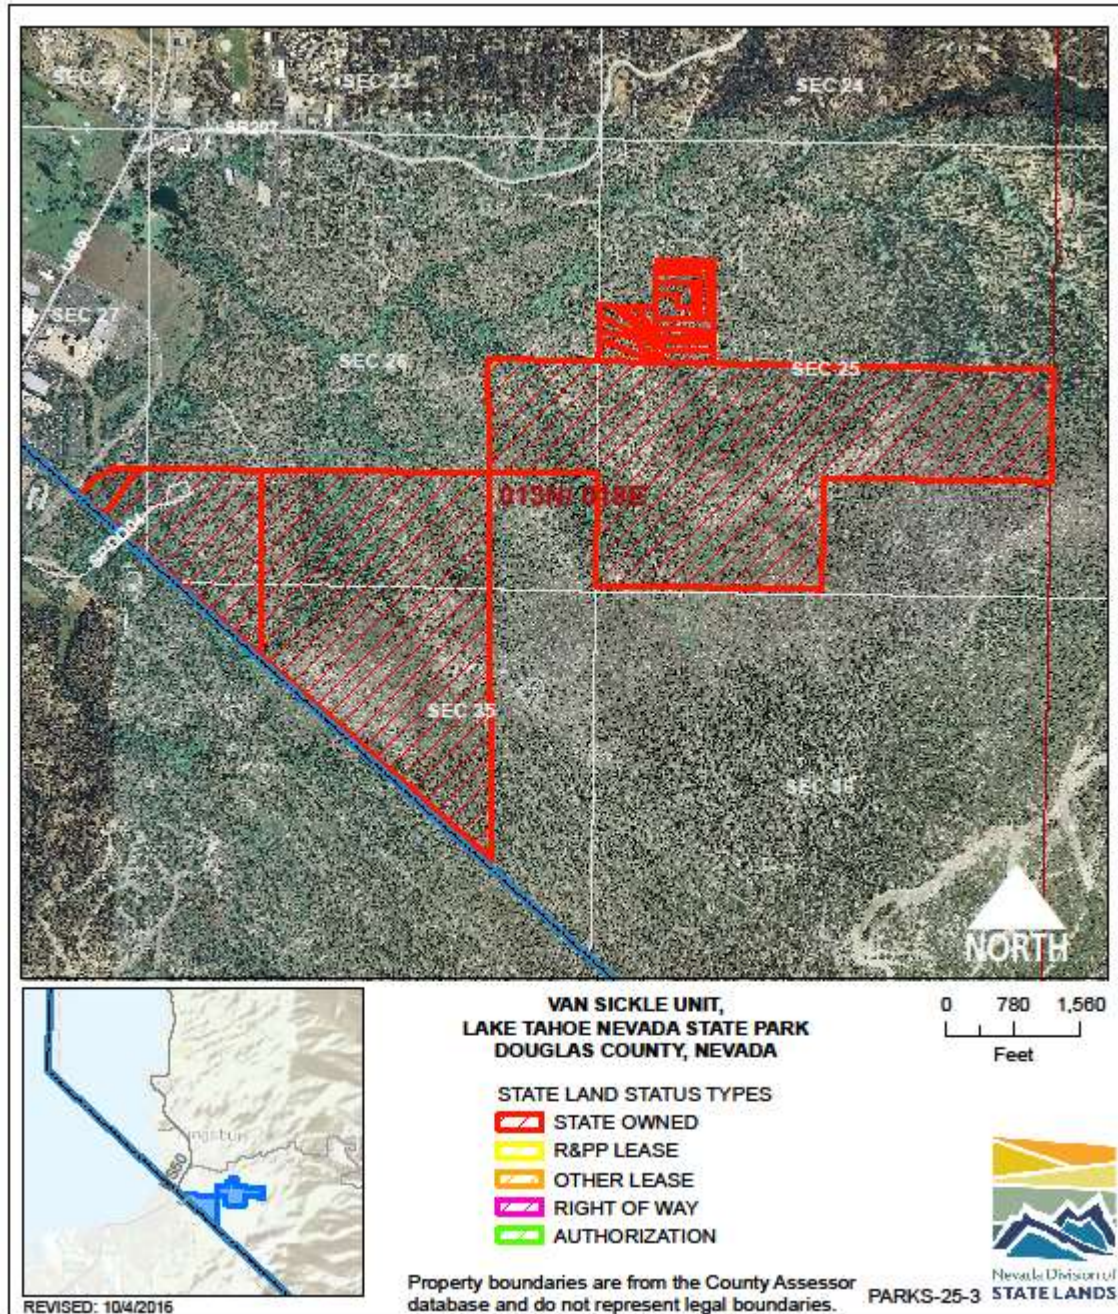 SEC 22
SEC 23
SEC 24
SR207
SEC 27
SEC 26
SEC 25
013N 018E
SEC 35
NORTH
VAN SICKLE UNIT,
LAKE TAHOE NEVADA STATE PARK
DOUGLAS COUNTY, NEVADA
0 780 1,560
Feet
STATE LAND STATUS TYPES
STATE OWNED
R&PP LEASE
OTHER LEASE
RIGHT OF WAY
AUTHORIZATION
Nevada Division of
STATE LANDS
Property boundaries are from the County Assessor
database and do not represent legal boundaries.
PARKS-25-3
REVISED: 10/4/2016